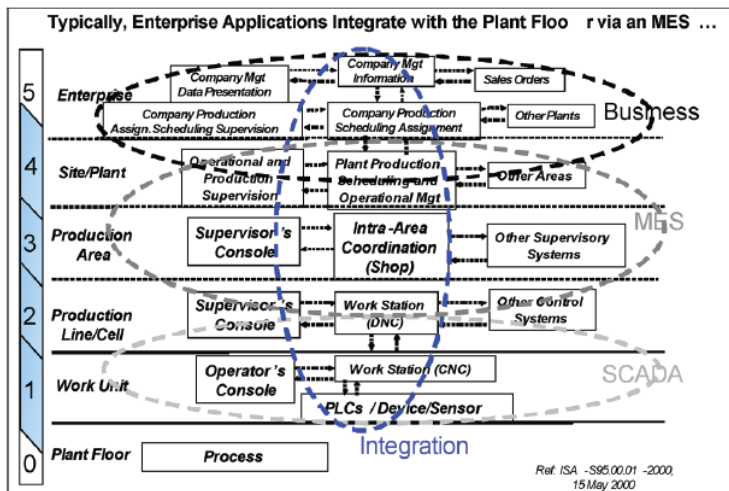 Typically, Enterprise Applications Integrate with the Plant Floo r via an MES ...
5
Enterprise
Company Mgt
Data Presentation
Company Mgt
Information
Sales Orders
Company Production
Assign.Scheduling Supervision
Company Production
Scheduling Assignment
Other Plants
Business
4
Site/Plant
Operational and
Production
Supervision
Plant Production
Scheduling and
Operational Mgt
Other Areas
MES
3
Production
Area
Supervisor's
Console
Intra-Area
Coordination
(Shop)
Other Supervisory
Systems
2
Production
Line/Cell
Supervisor's
Console
Work Station
(DNC)
Other Control
Systems
1
Work Unit
Operator's
Console
Work Station (CNC)
SCADA
PLCs /Device/Sensor
Integration
0
Plant Floor
Process
Ref: ISA -S95.00.01 -2000,
15 May 2000